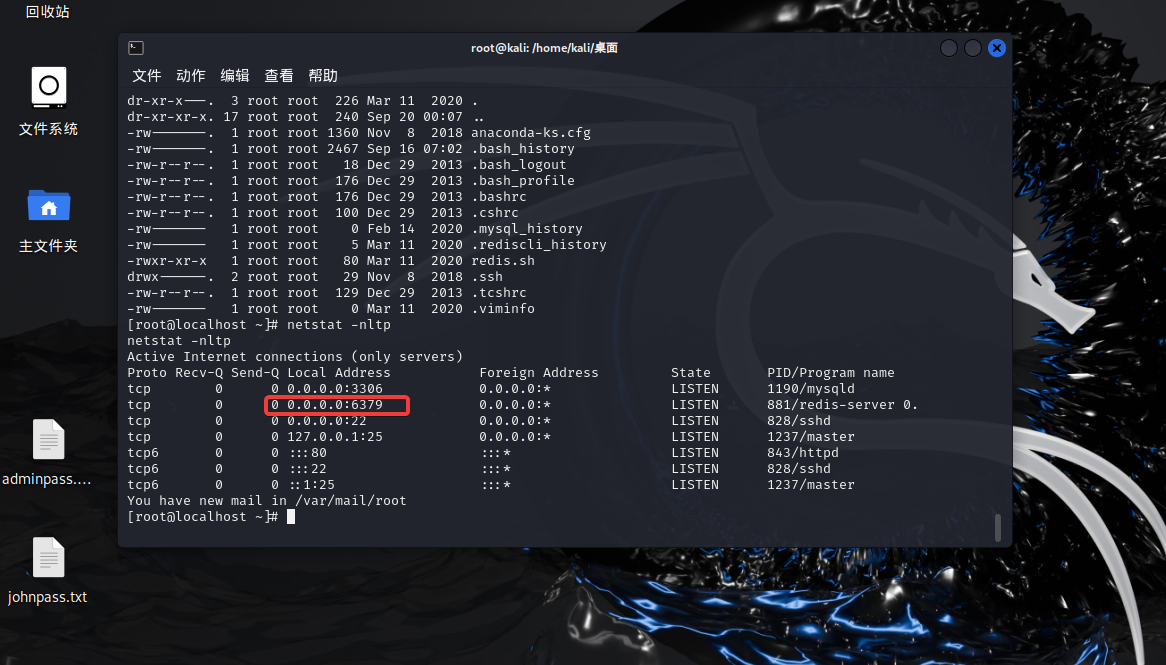 回收站
文件系统
主文件夹
adminpass....
johnpass.txt
root@kali: /home/kali/桌面
文件 动作 编辑 查看 帮助
dr-xr-x---.  3 root root  226 Mar 11  2020 .
dr-xr-xr-x. 17 root root  240 Sep 20 00:07 ..
-rw-------.  1 root root 1360 Nov  8  2018 anaconda-ks.cfg
-rw-------.  1 root root 2467 Sep 16 07:02 .bash_history
-rw-r--r--.  1 root root   18 Dec 29  2013 .bash_logout
-rw-r--r--.  1 root root  176 Dec 29  2013 .bash_profile
-rw-r--r--.  1 root root  176 Dec 29  2013 .bashrc
-rw-r--r--.  1 root root  100 Dec 29  2013 .cshrc
-rw-------   1 root root    0 Feb 14  2020 .mysql_history
-rw-------   1 root root    5 Mar 11  2020 .rediscli_history
-rwxr-xr-x   1 root root   80 Mar 11  2020 redis.sh
drwx------.  2 root root   29 Nov  8  2018 .ssh
-rw-r--r--.  1 root root  129 Dec 29  2013 .tcshrc
-rw-------   1 root root    0 Mar 11  2020 .viminfo
[root@localhost ~]# netstat -nltp
netstat -nltp
Active Internet connections (only servers)
Proto Recv-Q Send-Q Local Address           Foreign Address         State       PID/Program name
tcp        0      0 0.0.0.0:3306            0.0.0.0:*               LISTEN      1190/mysqld
tcp        0      0 0.0.0.0:6379            0.0.0.0:*               LISTEN      881/redis-server 0.
tcp        0      0 0.0.0.0:22              0.0.0.0:*               LISTEN      828/sshd
tcp        0      0 127.0.0.1:25            0.0.0.0:*               LISTEN      1237/master
tcp6       0      0 :::80                   :::*                    LISTEN      843/httpd
tcp6       0      0 :::22                   :::*                    LISTEN      828/sshd
tcp6       0      0 ::1:25                  :::*                    LISTEN      1237/master
You have new mail in /var/mail/root
[root@localhost ~]#